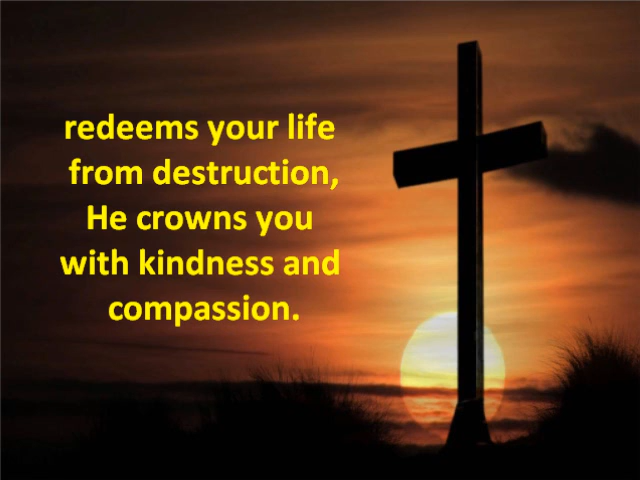 redeems your life
from destruction,
He crowns you
with kindness and
compassion.